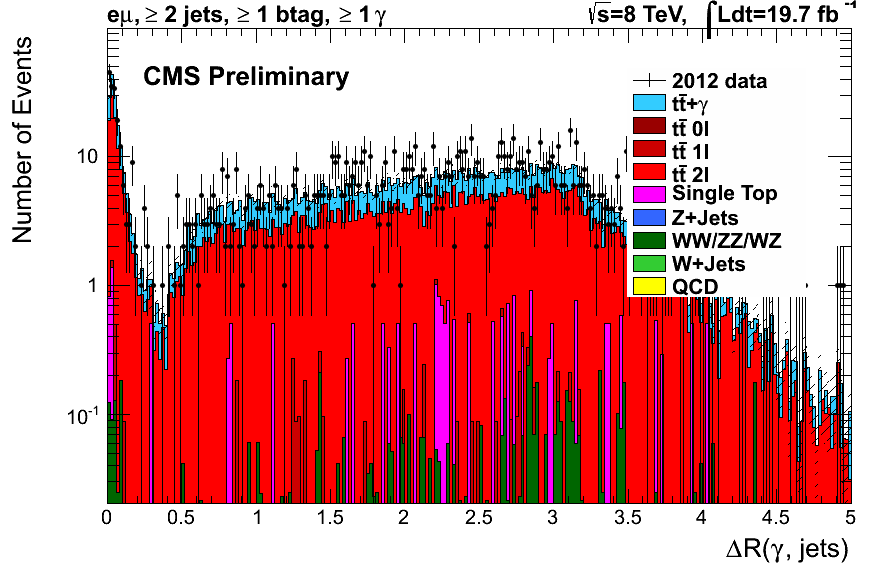 eμ, ≥ 2 jets, ≥ 1 btag, ≥ 1 γ
√s=8 TeV, ∫Ldt=19.7 fb⁻¹
CMS Preliminary
Number of Events
2012 data
tt̄+γ
tt̄ 0l
tt̄ 1l
tt̄ 2l
Single Top
Z+Jets
WW/ZZ/WZ
W+Jets
QCD
10
1
10⁻¹
0 0.5 1 1.5 2 2.5 3 3.5 4 4.5 5
ΔR(γ, jets)